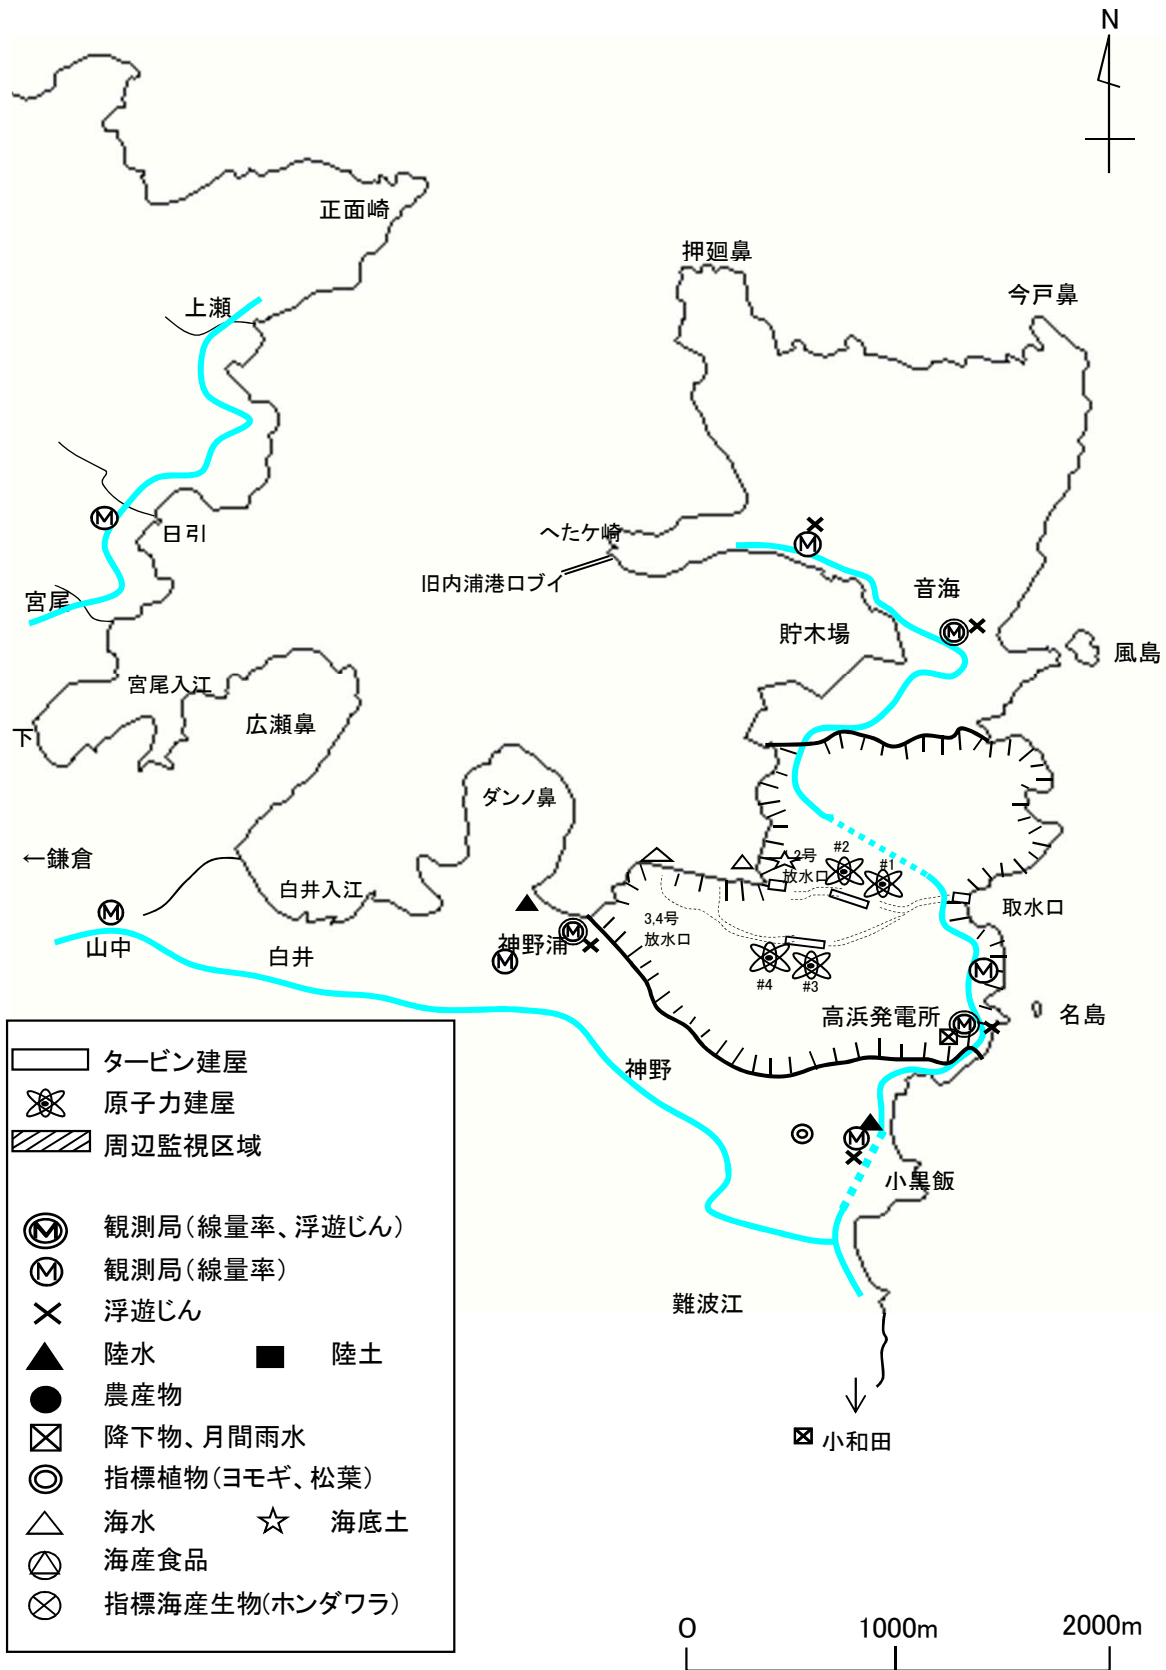 N
正面崎
押廻鼻
今戸鼻
上瀬
日引
へたケ崎
旧内浦港ロブイ
音海
宮尾
貯木場
風島
宮尾入江
広瀬鼻
下
ダンノ鼻
←鎌倉
2号
放水口
#2
#1
白井入江
取水口
3,4号
放水口
山中
白井
神野浦
#4
#3
高浜発電所
名島
神野
小黒飯
難波江
小和田
タービン建屋
原子力建屋
周辺監視区域
観測局(線量率、浮遊じん)
観測局(線量率)
浮遊じん
陸水 陸土
農産物
降下物、月間雨水
指標植物(ヨモギ、松葉)
海水 海底土
海産食品
指標海産生物(ホンダワラ)
O 1000m 2000m